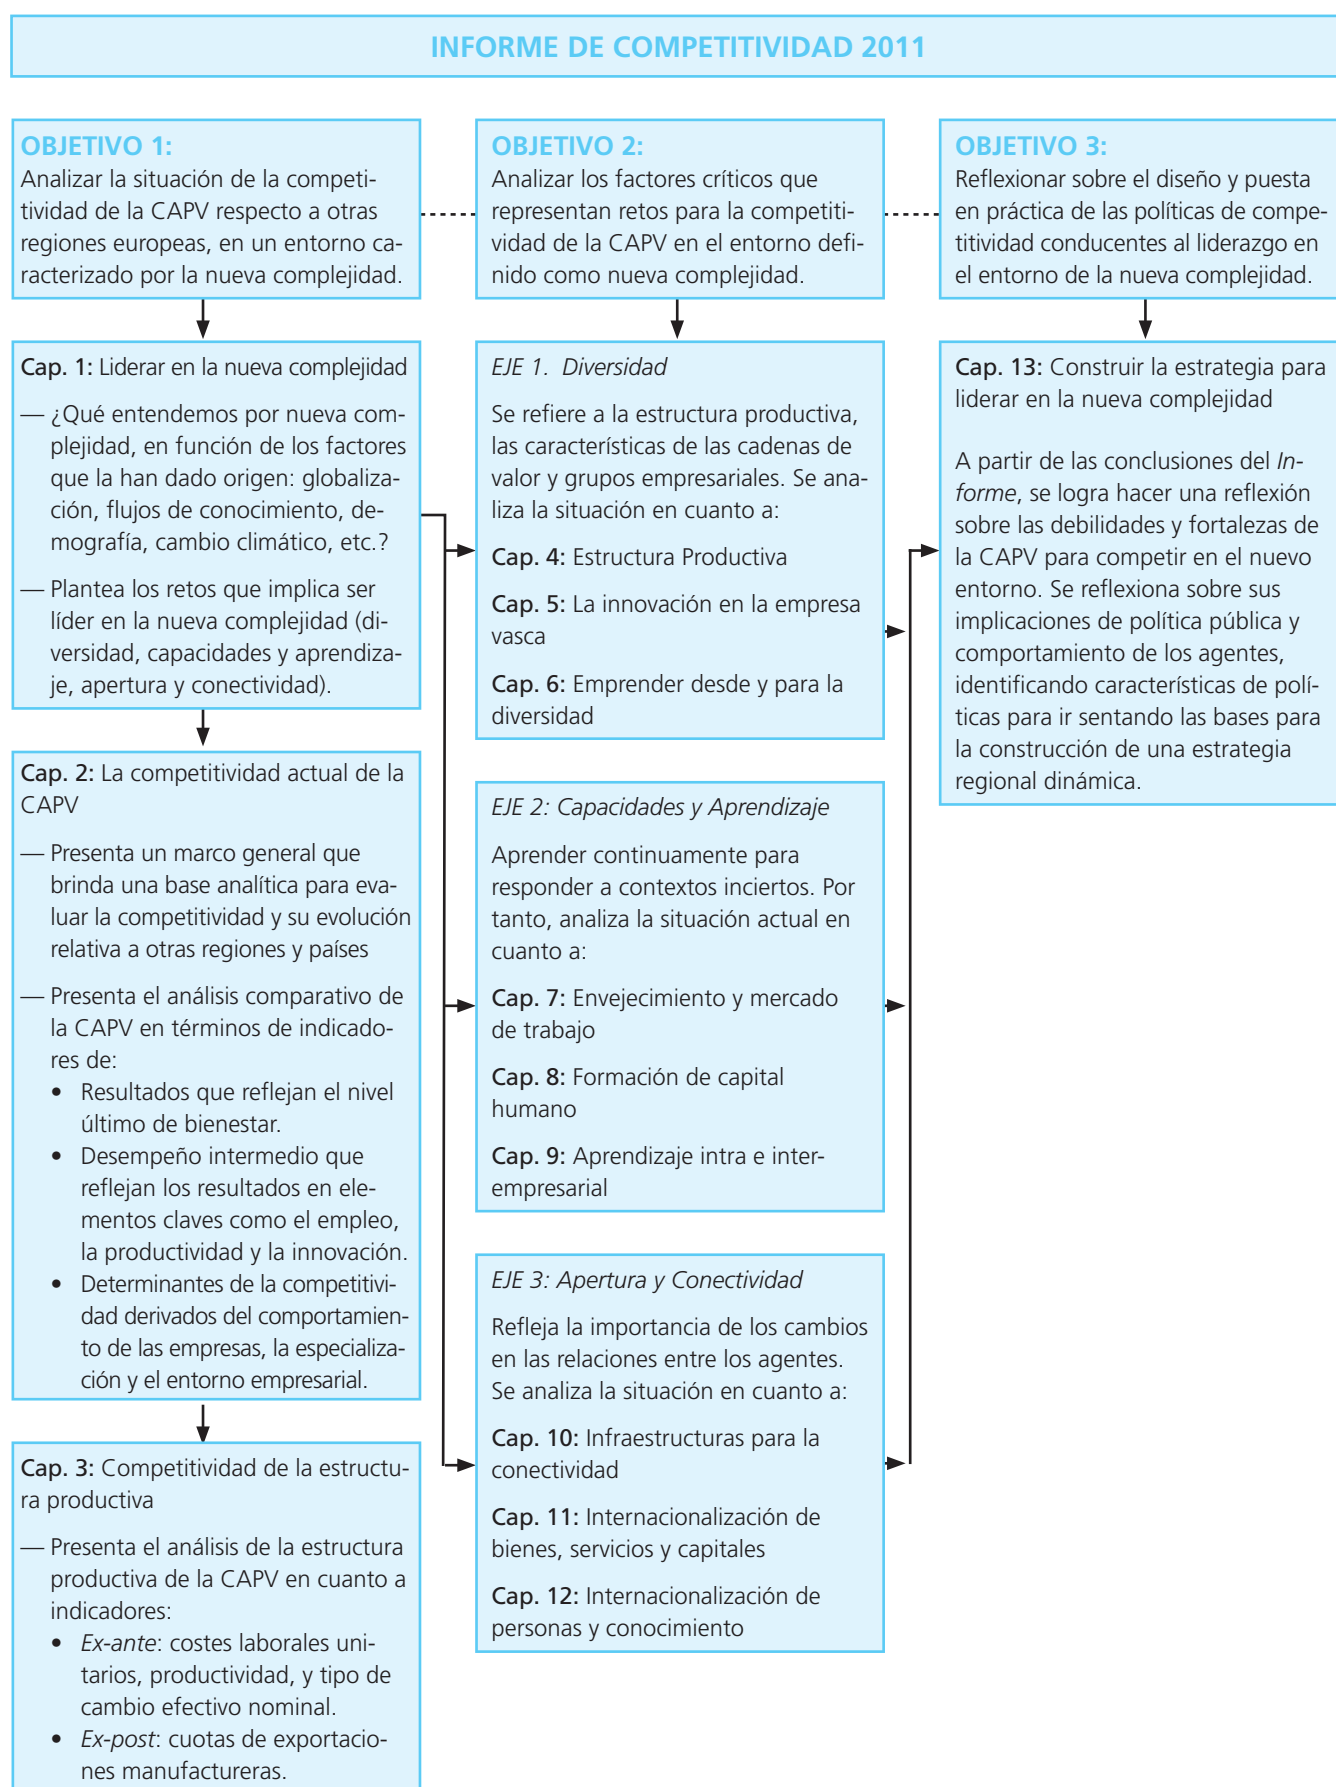 INFORME DE COMPETITIVIDAD 2011
OBJETIVO 1:
Analizar la situación de la competi-
tividad de la CAPV respecto a otras
regiones europeas, en un entorno ca-
racterizado por la nueva complejidad.
Cap. 1: Liderar en la nueva complejidad
— ¿Qué entendemos por nueva com-
plejidad, en función de los factores
que la han dado origen: globaliza-
ción, flujos de conocimiento, de-
mografía, cambio climático, etc.?
— Plantea los retos que implica ser
líder en la nueva complejidad (di-
versidad, capacidades y aprendiza-
je, apertura y conectividad).
Cap. 2: La competitividad actual de la
CAPV
— Presenta un marco general que
brinda una base analítica para eva-
luar la competitividad y su evolución
relativa a otras regiones y países
— Presenta el análisis comparativo de
la CAPV en términos de indicado-
res de:
• Resultados que reflejan el nivel
último de bienestar.
• Desempeño intermedio que
reflejan los resultados en ele-
mentos claves como el empleo,
la productividad y la innovación.
• Determinantes de la competitivi-
dad derivados del comportamien-
to de las empresas, la especializa-
ción y el entorno empresarial.
Cap. 3: Competitividad de la estructu-
ra productiva
— Presenta el análisis de la estructura
productiva de la CAPV en cuanto a
indicadores:
• Ex-ante: costes laborales uni-
tarios, productividad, y tipo de
cambio efectivo nominal.
• Ex-post: cuotas de exportacio-
nes manufactureras.
OBJETIVO 2:
Analizar los factores críticos que
representan retos para la competiti-
vidad de la CAPV en el entorno defi-
nido como nueva complejidad.
EJE 1. Diversidad
Se refiere a la estructura productiva,
las características de las cadenas de
valor y grupos empresariales. Se ana-
liza la situación en cuanto a:
Cap. 4: Estructura Productiva
Cap. 5: La innovación en la empresa
vasca
Cap. 6: Emprender desde y para la
diversidad
EJE 2: Capacidades y Aprendizaje
Aprender continuamente para
responder a contextos inciertos. Por
tanto, analiza la situación actual en
cuanto a:
Cap. 7: Envejecimiento y mercado
de trabajo
Cap. 8: Formación de capital
humano
Cap. 9: Aprendizaje intra e inter-
empresarial
EJE 3: Apertura y Conectividad
Refleja la importancia de los cambios
en las relaciones entre los agentes.
Se analiza la situación en cuanto a:
Cap. 10: Infraestructuras para la
conectividad
Cap. 11: Internacionalización de
bienes, servicios y capitales
Cap. 12: Internacionalización de
personas y conocimiento
OBJETIVO 3:
Reflexionar sobre el diseño y puesta
en práctica de las políticas de compe-
titividad conducentes al liderazgo en
el entorno de la nueva complejidad.
Cap. 13: Construir la estrategia para
liderar en la nueva complejidad
A partir de las conclusiones del In-
forme, se logra hacer una reflexión
sobre las debilidades y fortalezas de
la CAPV para competir en el nuevo
entorno. Se reflexiona sobre sus
implicaciones de política pública y
comportamiento de los agentes,
identificando características de polí-
ticas para ir sentando las bases para
la construcción de una estrategia
regional dinámica.